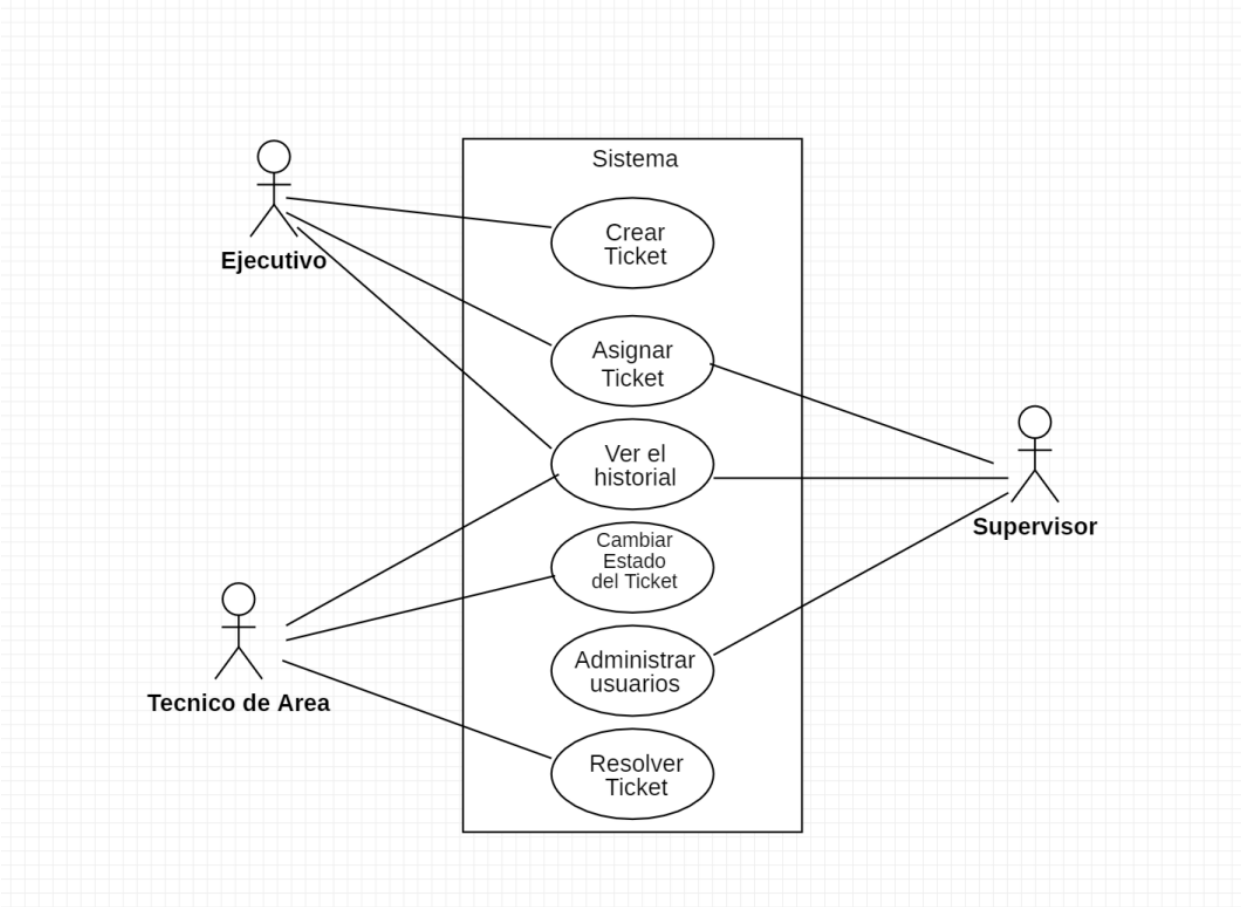 Sistema
Ejecutivo
Crear
Ticket
Asignar
Ticket
Ver el
historial
Supervisor
Cambiar
Estado
del Ticket
Tecnico de Area
Administrar
usuarios
Resolver
Ticket